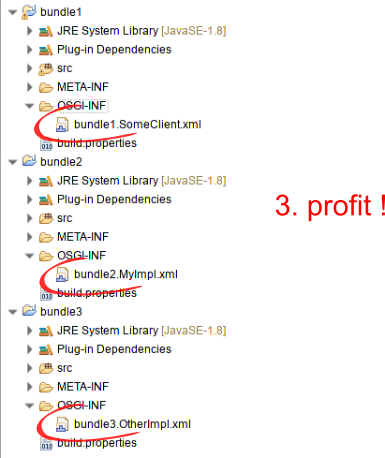 bundle1
JRE System Library [JavaSE-1.8]
Plug-in Dependencies
src
META-INF
OSGI-INF
bundle1.SomeClient.xml
build.properties
bundle2
JRE System Library [JavaSE-1.8]
Plug-in Dependencies
src
META-INF
OSGI-INF
bundle2.MyImpl.xml
build.properties
bundle3
JRE System Library [JavaSE-1.8]
Plug-in Dependencies
src
META-INF
OSGI-INF
bundle3.OtherImpl.xml
build.properties
3. profit !